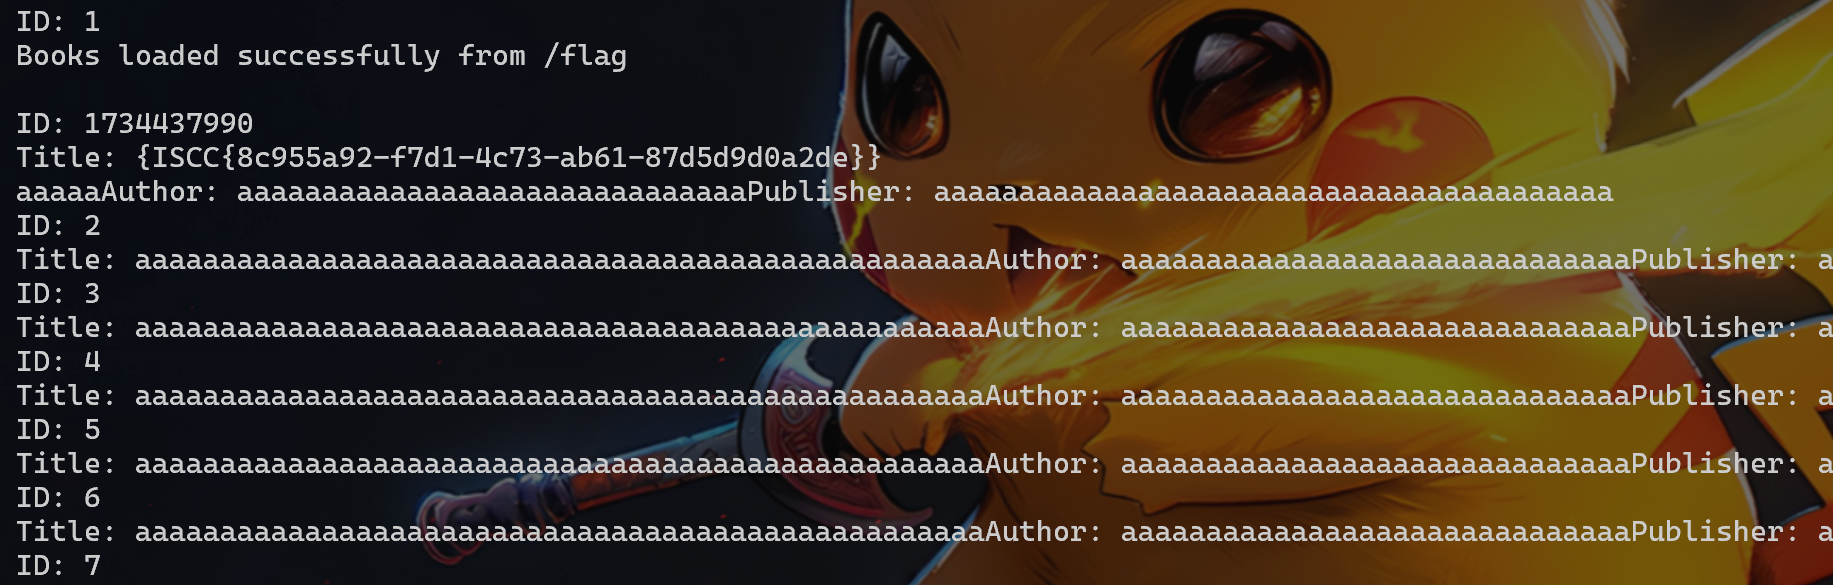 ID: 1
Books loaded successfully from /flag
ID: 1734437990
Title: {ISCC{8c955a92-f7d1-4c73-ab61-87d5d9d0a2de}}
aaaaaAuthor: aaaaaaaaaaaaaaaaaaaaaaaaaaaaaaPublisher: aaaaaaaaaaaaaaaaaaaaaaaaaaaaaaaaaaaaaaaa
ID: 2
Title: aaaaaaaaaaaaaaaaaaaaaaaaaaaaaaaaaaaaaaaaaaaaaaaaaaAuthor: aaaaaaaaaaaaaaaaaaaaaaaaaaaaaaPublisher: a
ID: 3
Title: aaaaaaaaaaaaaaaaaaaaaaaaaaaaaaaaaaaaaaaaaaaaaaaaaaAuthor: aaaaaaaaaaaaaaaaaaaaaaaaaaaaaaPublisher: a
ID: 4
Title: aaaaaaaaaaaaaaaaaaaaaaaaaaaaaaaaaaaaaaaaaaaaaaaaaaAuthor: aaaaaaaaaaaaaaaaaaaaaaaaaaaaaaPublisher: a
ID: 5
Title: aaaaaaaaaaaaaaaaaaaaaaaaaaaaaaaaaaaaaaaaaaaaaaaaaaAuthor: aaaaaaaaaaaaaaaaaaaaaaaaaaaaaaPublisher: a
ID: 6
Title: aaaaaaaaaaaaaaaaaaaaaaaaaaaaaaaaaaaaaaaaaaaaaaaaaaAuthor: aaaaaaaaaaaaaaaaaaaaaaaaaaaaaaPublisher: a
ID: 7